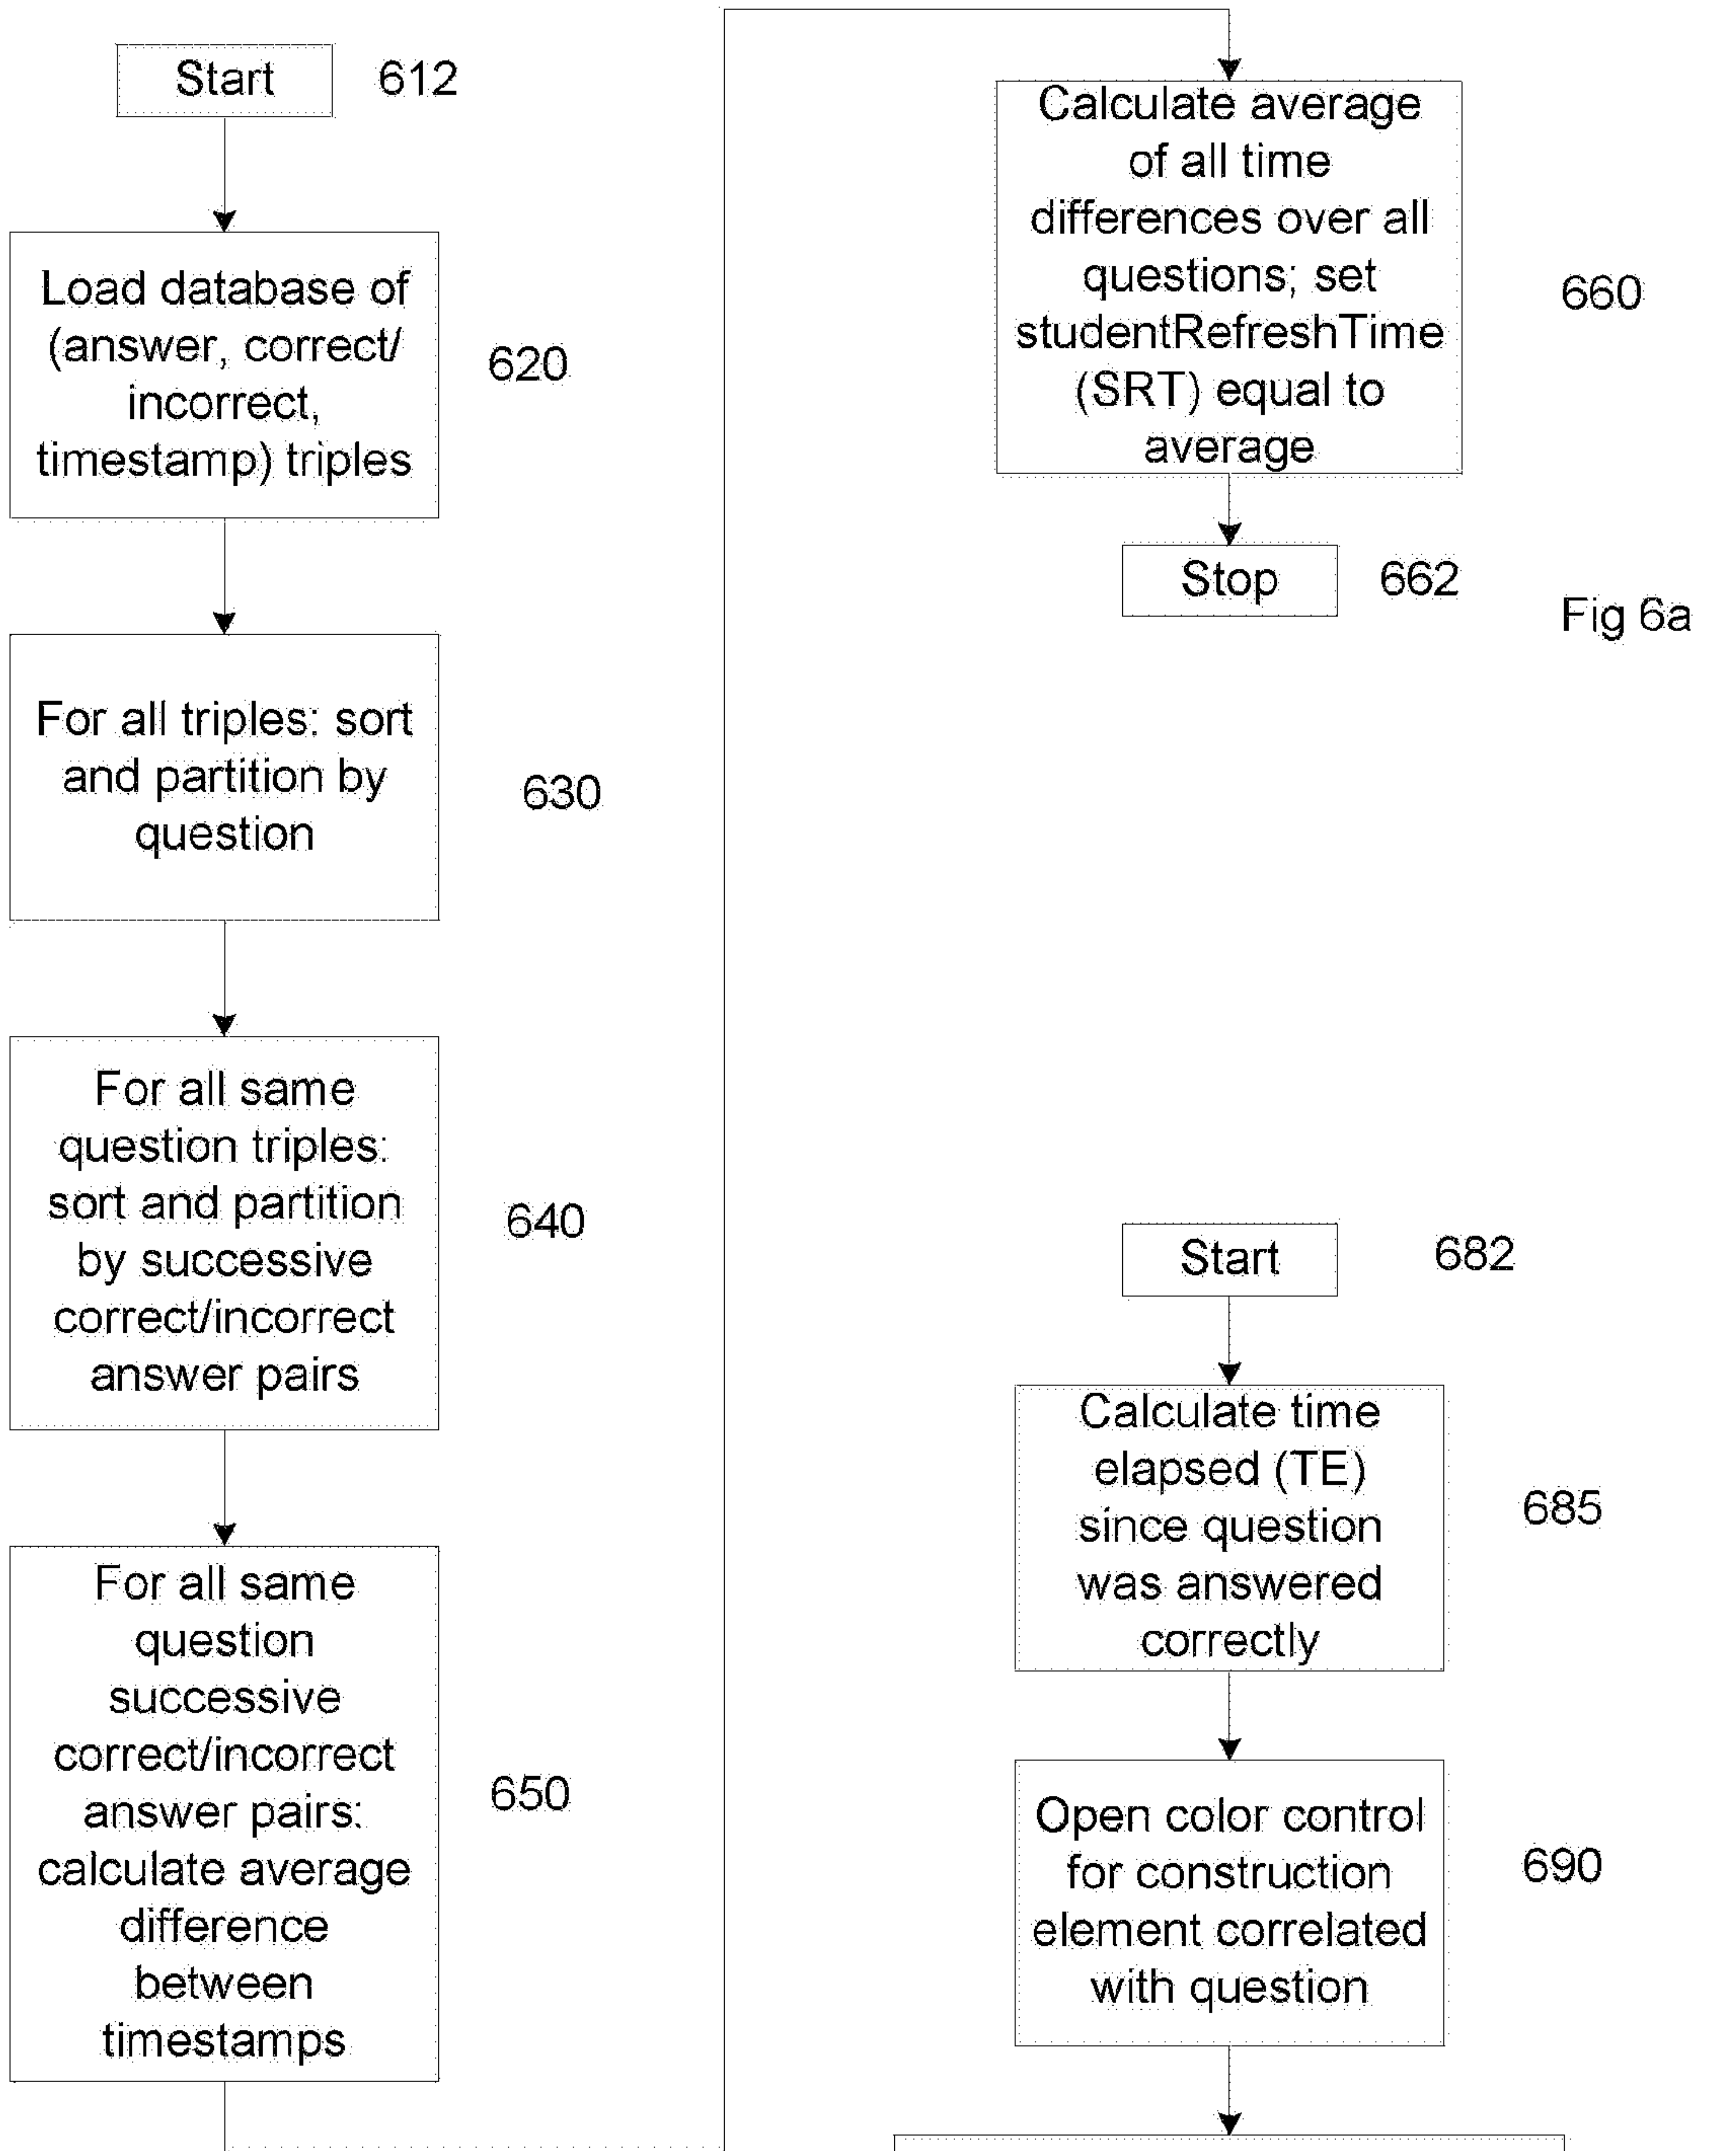 Start
612
Load database of
(answer, correct/
incorrect,
timestamp) triples
620
For all triples: sort
and partition by
question
630
For all same
question triples:
sort and partition
by successive
correct/incorrect
answer pairs
640
For all same
question
successive
correct/incorrect
answer pairs:
calculate average
difference
between
timestamps
650
Calculate average
of all time
differences over all
questions; set
studentRefreshTime
(SRT) equal to
average
660
Stop
662
Fig 6a
Start
682
Calculate time
elapsed (TE)
since question
was answered
correctly
685
Open color control
for construction
element correlated
with question
690